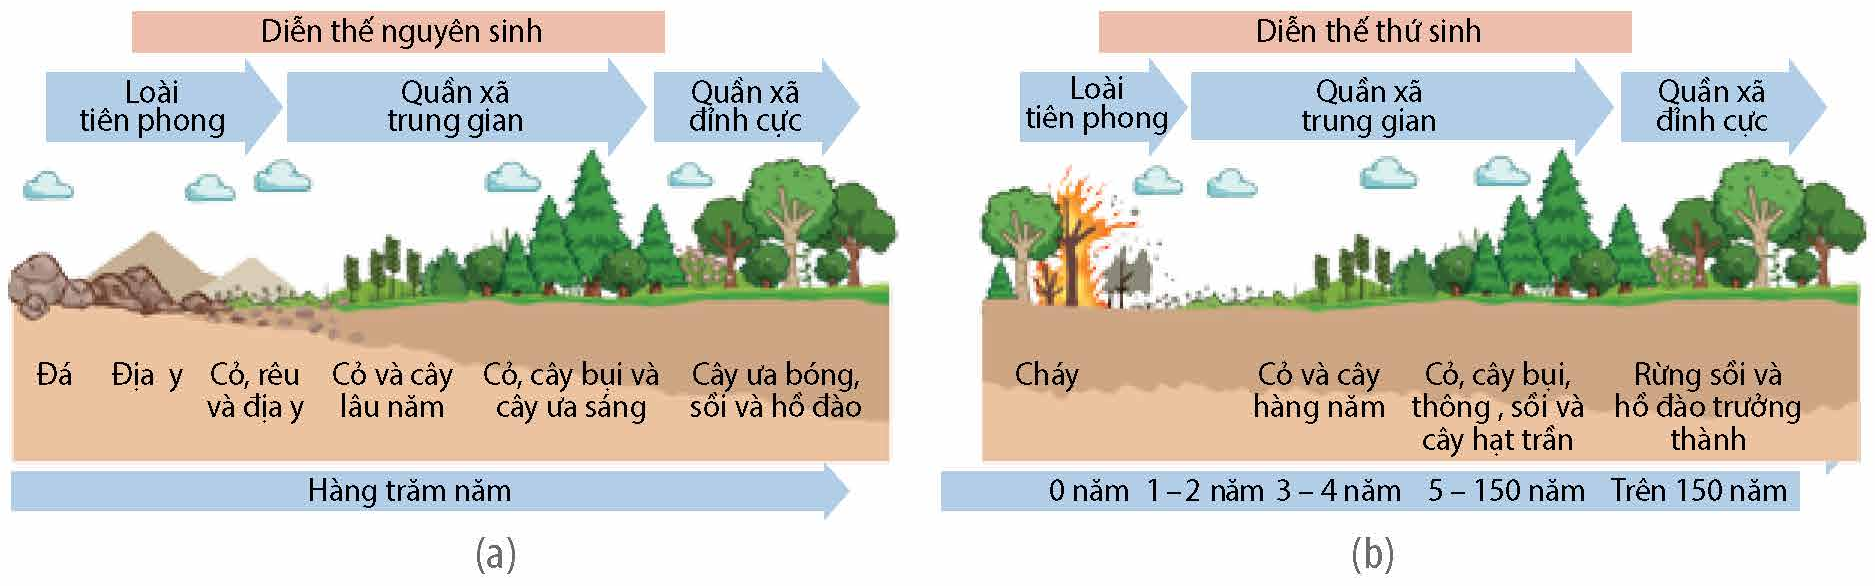 Diễn thế nguyên sinh
Loài
tiên phong
Quần xã
trung gian
Quần xã
đỉnh cực
Đá
Địa y
Cỏ, rêu
và địa y
Cỏ và cây
lâu năm
Cỏ, cây bụi và
cây ưa sáng
Cây ưa bóng,
sồi và hồ đào
Hàng trăm năm
(a)
Diễn thế thứ sinh
Loài
tiên phong
Quần xã
trung gian
Quần xã
đỉnh cực
Cháy
Cỏ và cây
hàng năm
Cỏ, cây bụi,
thông , sồi và
cây hạt trần
Rừng sồi và
hồ đào trưởng
thành
0 năm 1 – 2 năm 3 – 4 năm 5 – 150 năm Trên 150 năm
(b)